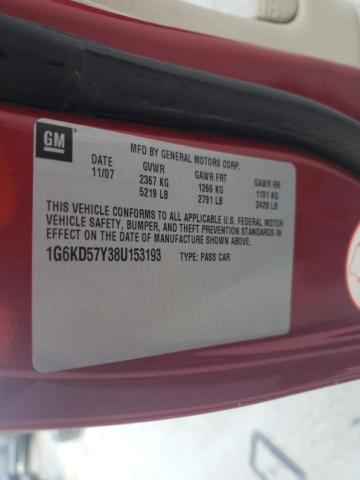 GM
MFD BY GENERAL MOTORS CORP.
DATE GVWR GAWR FRT GAWR RR
11/07 2367 KG 1266 KG 1101 KG
5219 LB 2791 LB 2428 LB
THIS VEHICLE CONFORMS TO ALL APPLICABLE U.S. FEDERAL MOTOR
VEHICLE SAFETY, BUMPER, AND THEFT PREVENTION STANDARDS IN
EFFECT ON THE DATE OF MANUFACTURE SHOWN ABOVE.
1G6KD57Y38U153193 TYPE: PASS CAR